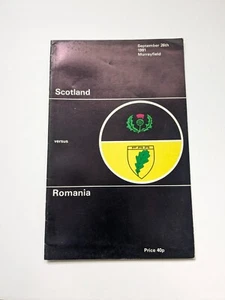 September 26th
1981
Murrayfield
Scotland
versus
Romania
Price 40p